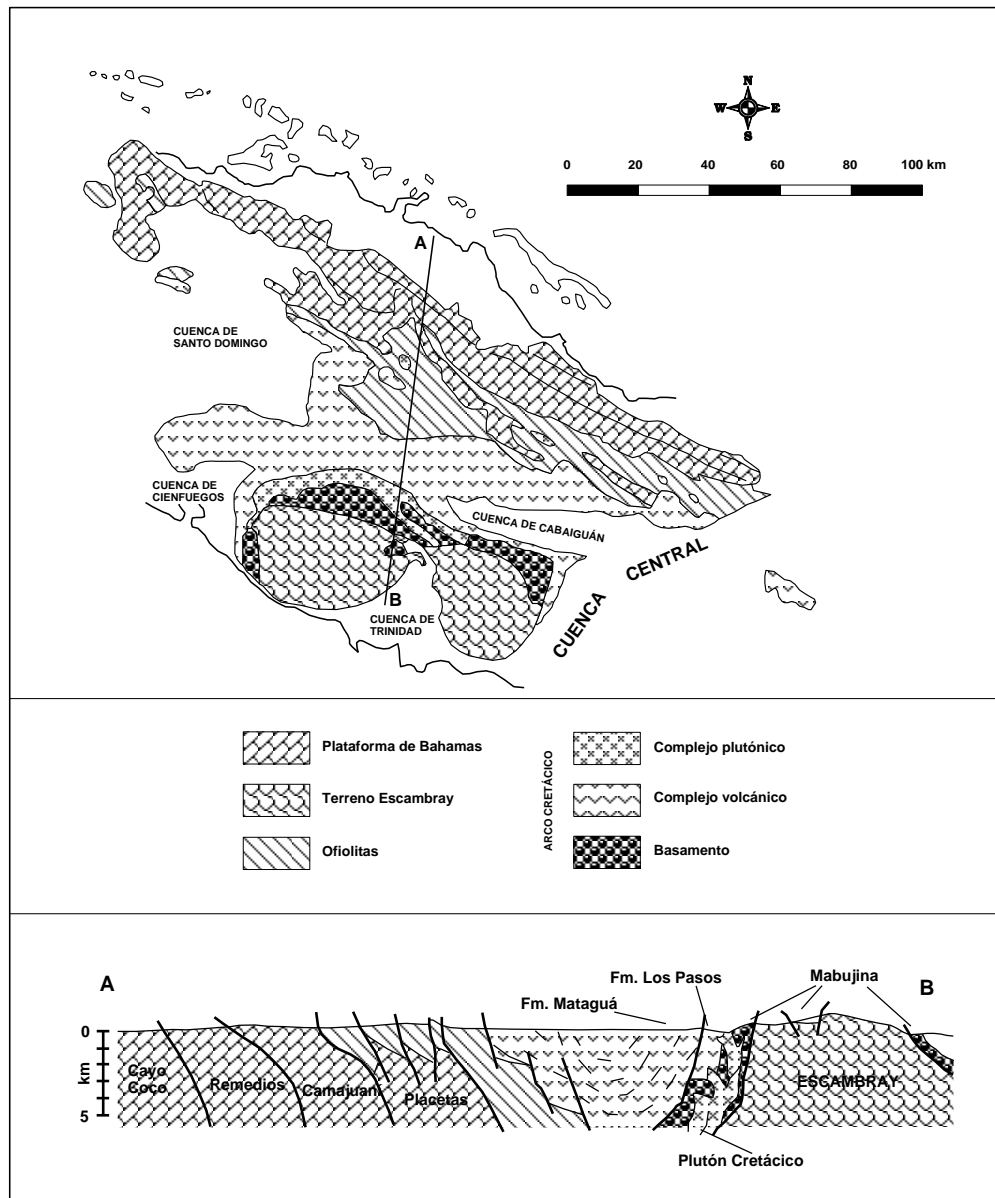 N
W E
S
0 20 40 60 80 100 km
A
CUENCA DE
SANTO DOMINGO
CUENCA DE
CIENFUEGOS
CUENCA DE CABAIGUÁN
CUENCA CENTRAL
B
CUENCA DE
TRINIDAD
Plataforma de Bahamas
Terreno Escambray
Ofiolitas
ARCO CRETÁCICO
Complejo plutónico
Complejo volcánico
Basamento
A
B
Fm. Los Pasos
Mabujina
Fm. Mataguá
0
km
5
Cayo
Coco
Remedios
Camajuaní
Placetas
ESCAMBRAY
Plutón Cretácico